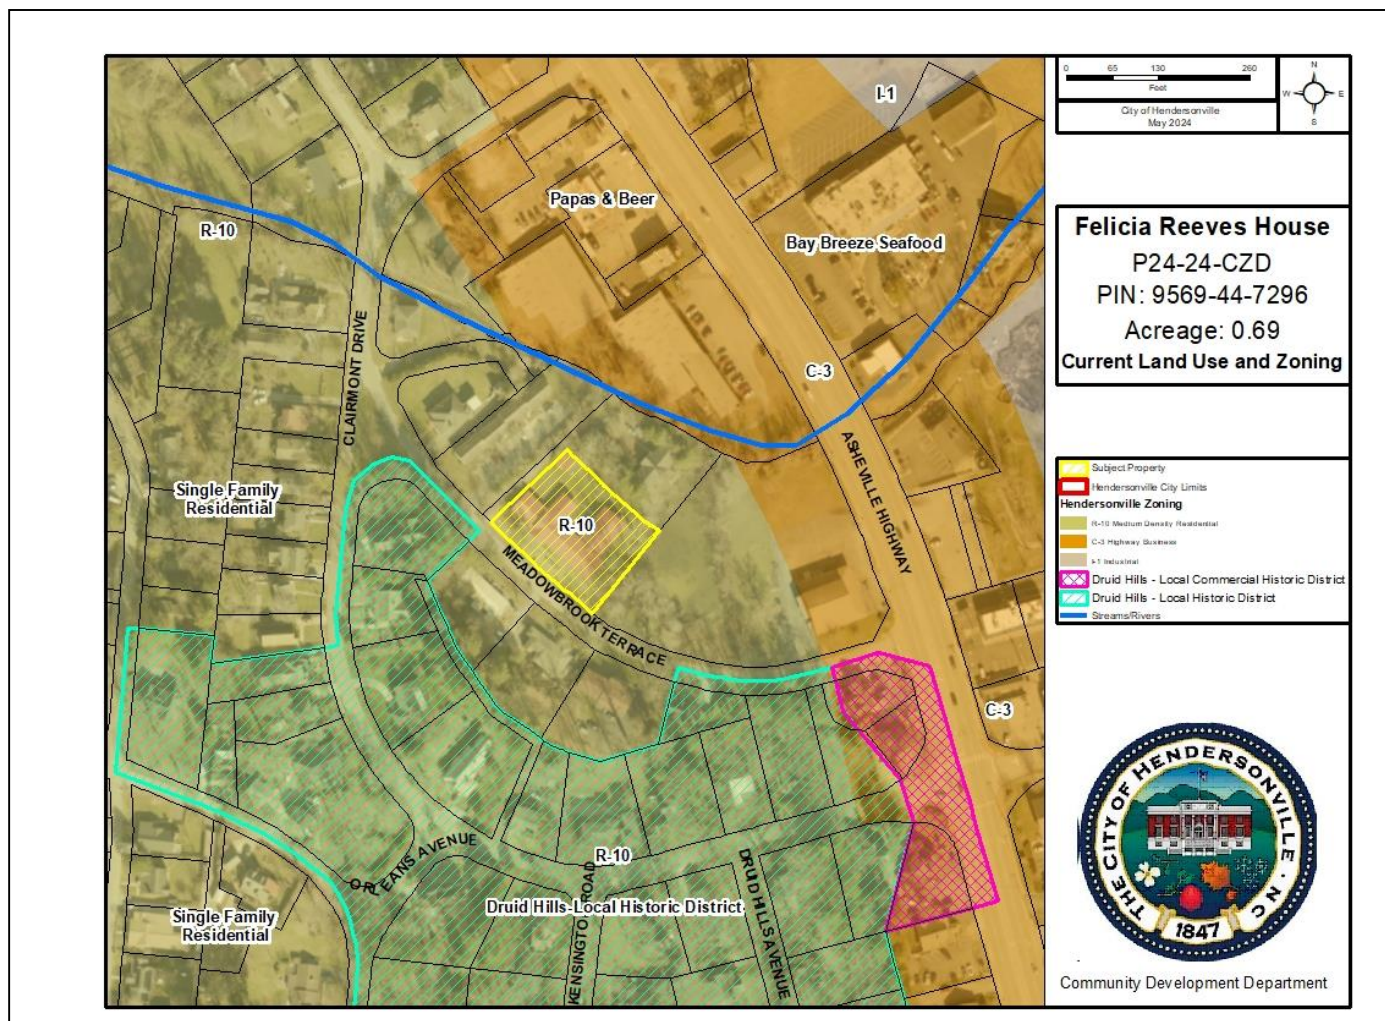 I-1
Papas & Beer
R-10
Bay Breeze Seafood
CLAIRMONT DRIVE
C-3
ASHEVILLE HIGHWAY
Single Family
Residential
R-10
MEADOWBROOK TERRACE
C-3
ORLEANS AVENUE
R-10
DRUID HILLS AVENUE
KENSINGTON ROAD
Druid Hills-Local Historic District
Single Family
Residential
0 65 130 260
Feet
City of Hendersonville
May 2024
N
W E
S
Felicia Reeves House
P24-24-CZD
PIN: 9569-44-7296
Acreage: 0.69
Current Land Use and Zoning
Subject Property
Hendersonville City Limits
Hendersonville Zoning
R-10 Medium Density Residential
C-3 Highway Business
I-1 Industrial
Druid Hills - Local Commercial Historic District
Druid Hills - Local Historic District
Streams/Rivers
THE CITY OF HENDERSONVILLE • NC
1847
Community Development Department